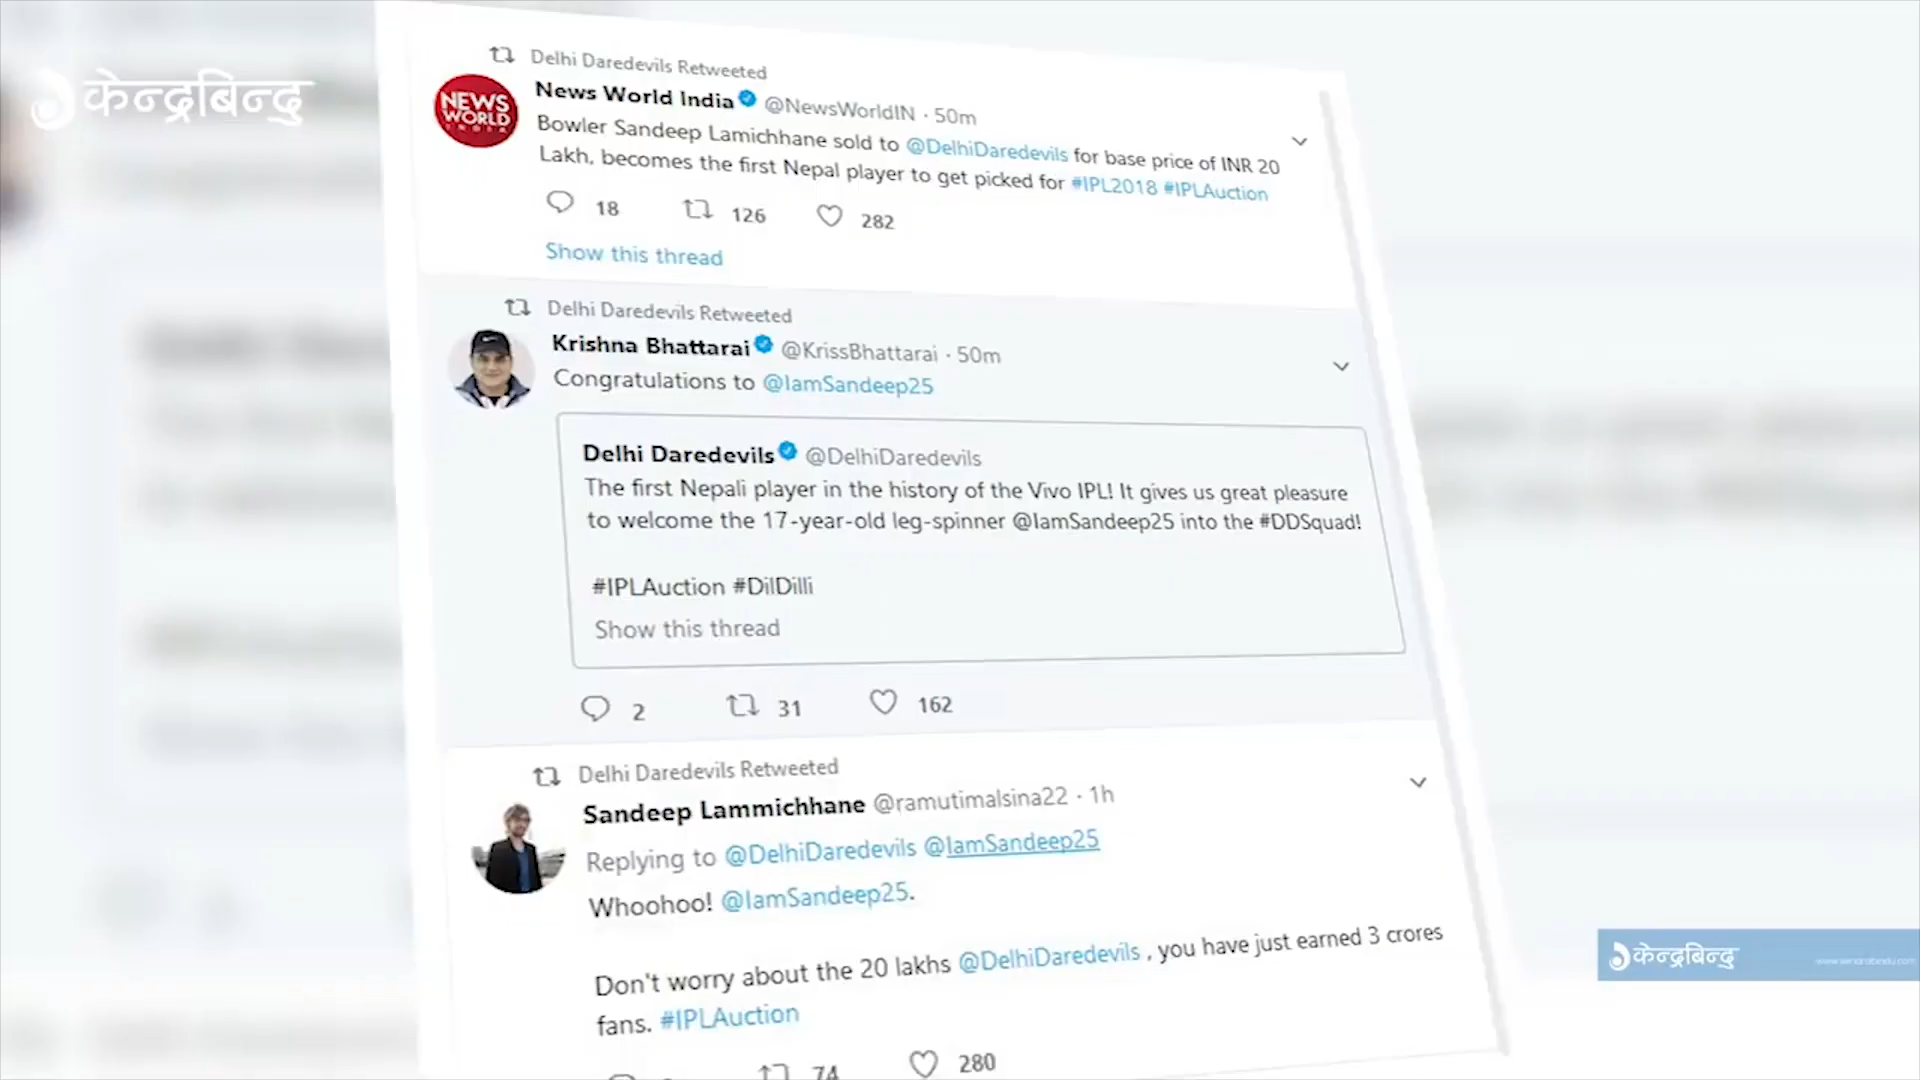 केन्द्रबिन्दु
Delhi Daredevils Retweeted
NEWS
WORLD
INDIA
News World India @NewsWorldIN · 50m
Bowler Sandeep Lamichhane sold to @DelhiDaredevils for base price of INR 20
Lakh, becomes the first Nepal player to get picked for #IPL2018 #IPLAuction
18 126 282
Show this thread
Delhi Daredevils Retweeted
Krishna Bhattarai @KrissBhattarai · 50m
Congratulations to @IamSandeep25
Delhi Daredevils @DelhiDaredevils
The first Nepali player in the history of the Vivo IPL! It gives us great pleasure
to welcome the 17-year-old leg-spinner @IamSandeep25 into the #DDSquad!
#IPLAuction #DilDilli
Show this thread
2 31 162
Delhi Daredevils Retweeted
Sandeep Lammichhane @ramutimalsina22 · 1h
Replying to @DelhiDaredevils @IamSandeep25
Whoohoo! @IamSandeep25.
Don't worry about the 20 lakhs @DelhiDaredevils , you have just earned 3 crores
fans. #IPLAuction
74 280
केन्द्रबिन्दु